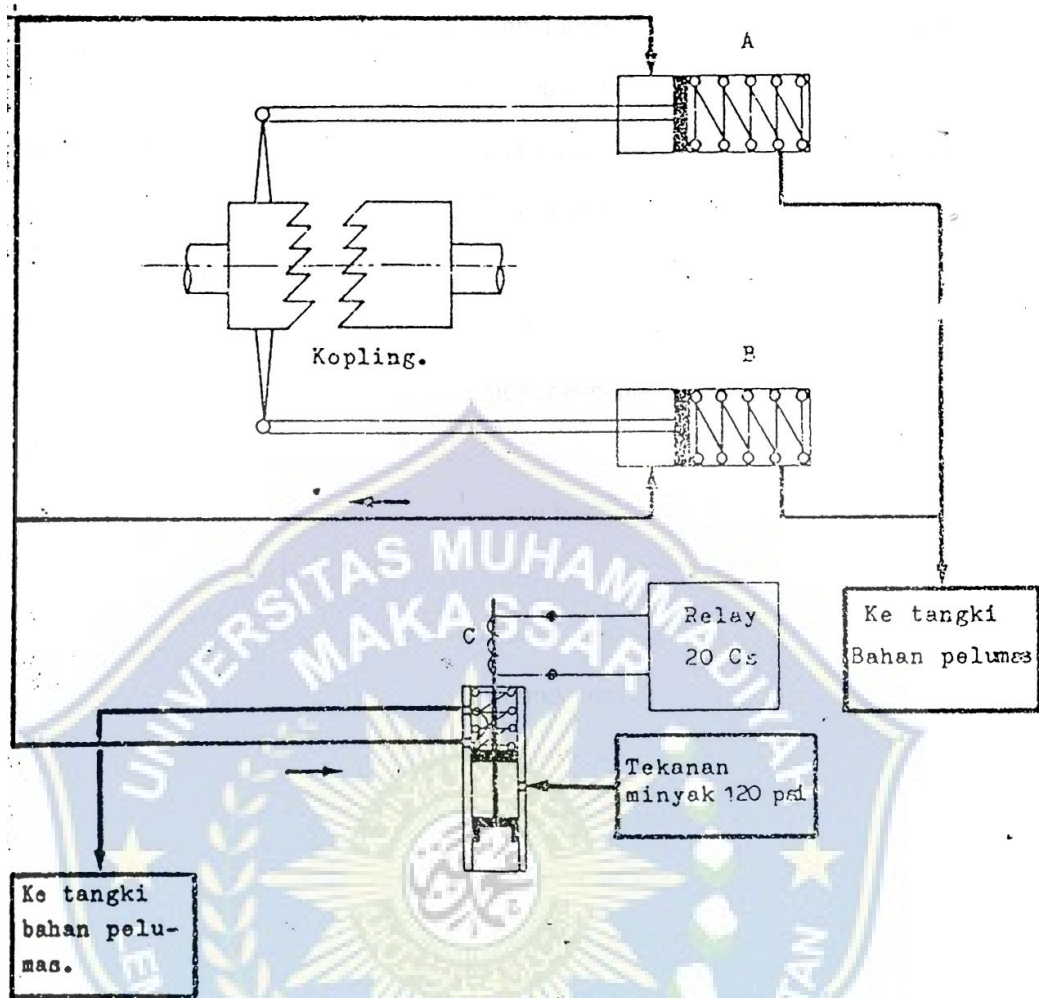 A
Kopling.
B
C
Relay
20 Cs
Ke tangki
Bahan pelumas
Tekanan
minyak 120 psi
Ke tangki
bahan pelu-
mas.
UNIVERSITAS MUHAMMADIYAH
MAKASSAR